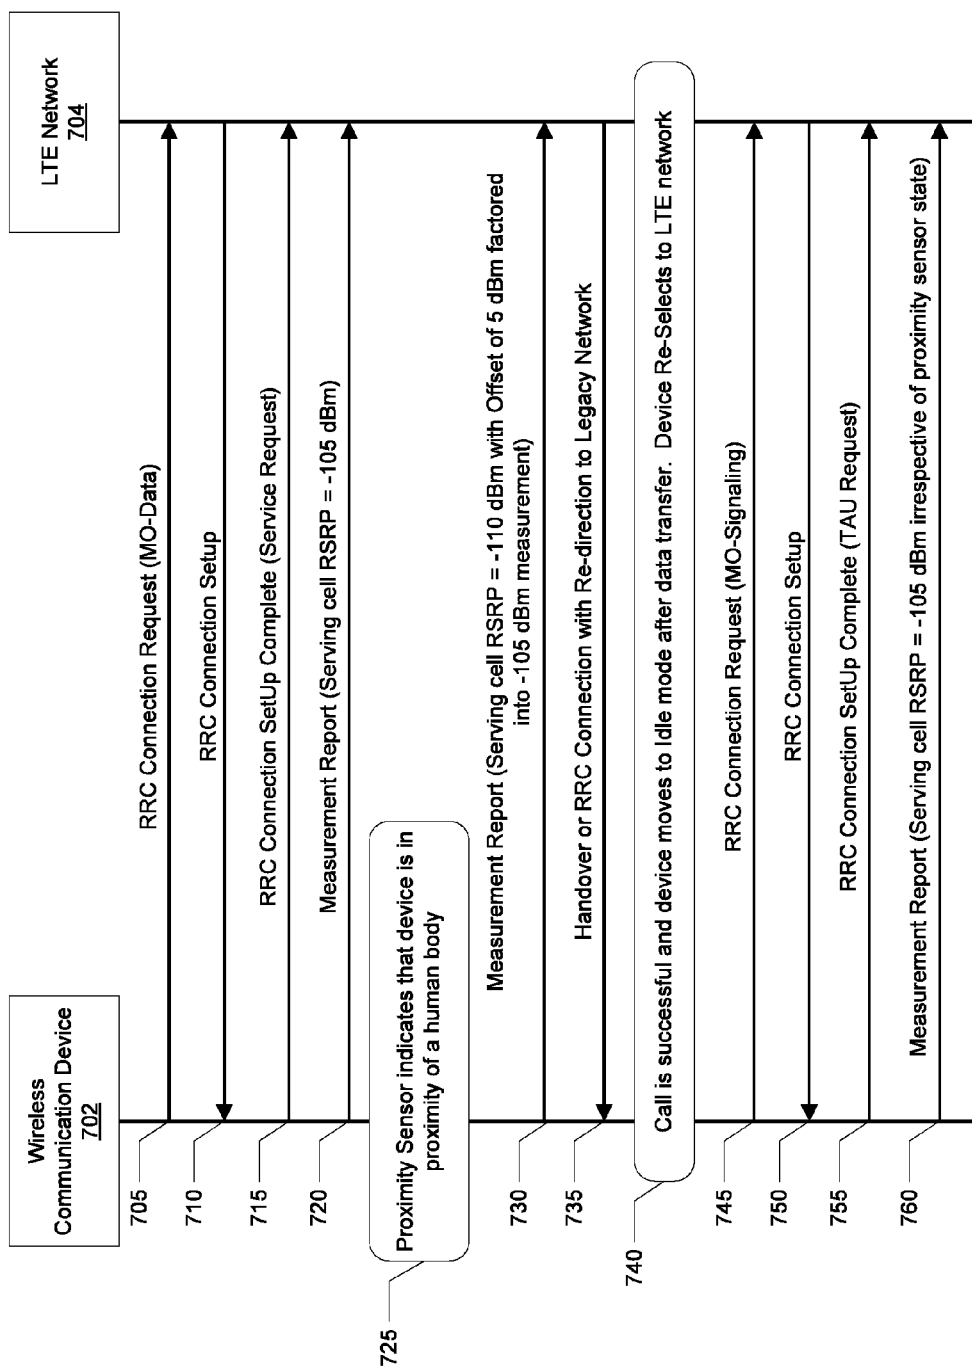 Wireless
Communication Device
702
LTE Network
704
705
RRC Connection Request (MO-Data)
710
RRC Connection Setup
715
RRC Connection SetUp Complete (Service Request)
720
Measurement Report (Serving cell RSRP = -105 dBm)
725
Proximity Sensor indicates that device is in
proximity of a human body
730
Measurement Report (Serving cell RSRP = -110 dBm with Offset of 5 dBm factored
into -105 dBm measurement)
735
Handover or RRC Connection with Re-direction to Legacy Network
740
Call is successful and device moves to Idle mode after data transfer. Device Re-Selects to LTE network
745
RRC Connection Request (MO-Signaling)
750
RRC Connection Setup
755
RRC Connection SetUp Complete (TAU Request)
760
Measurement Report (Serving cell RSRP = -105 dBm irrespective of proximity sensor state)